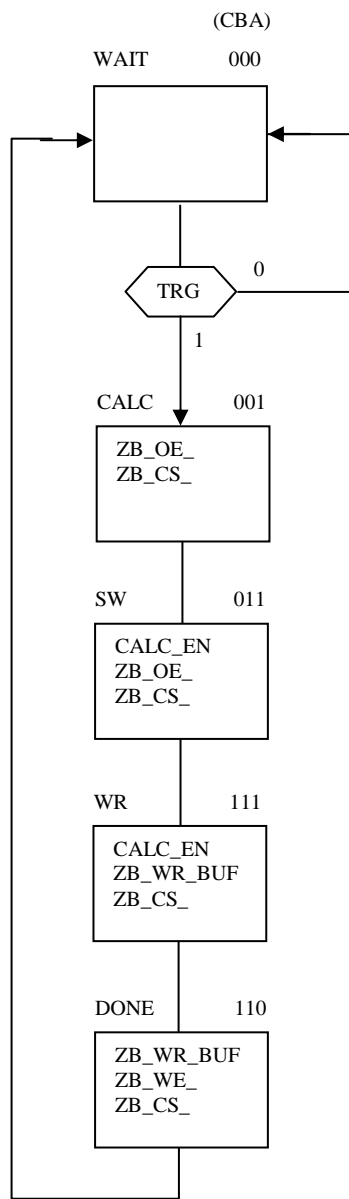 (CBA)
WAIT 000
TRG
0
1
CALC 001
ZB_OE_
ZB_CS_
SW 011
CALC_EN
ZB_OE_
ZB_CS_
WR 111
CALC_EN
ZB_WR_BUF
ZB_CS_
DONE 110
ZB_WR_BUF
ZB_WE_
ZB_CS_